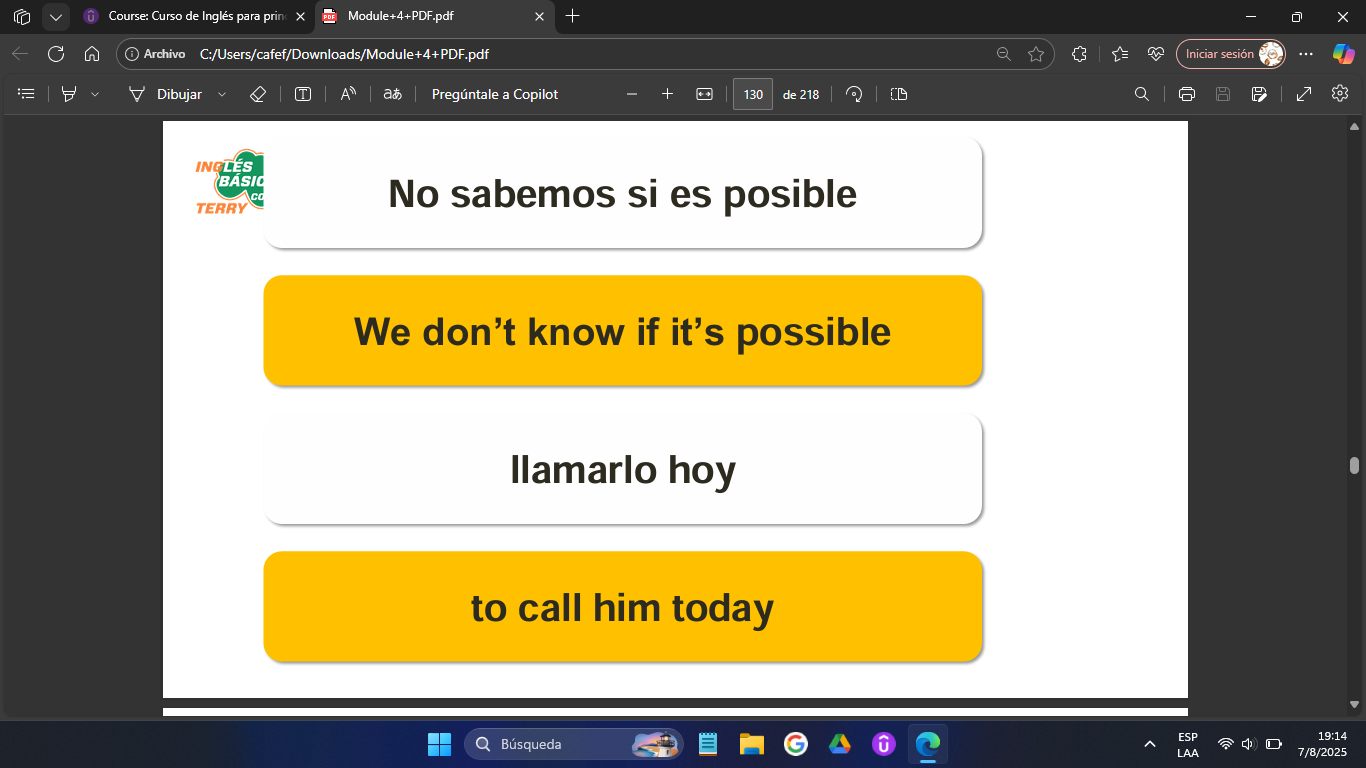 Course: Curso de Inglés para prin
Module+4+PDF.pdf
Archivo C:/Users/cafef/Downloads/Module+4+PDF.pdf
Iniciar sesión
Dibujar
Pregúntale a Copilot
130 de 218
INGLÉS
BÁSIC
CO
TERRY
No sabemos si es posible
We don’t know if it’s possible
llamarlo hoy
to call him today
Búsqueda
ESP
LAA
19:14
7/8/2025